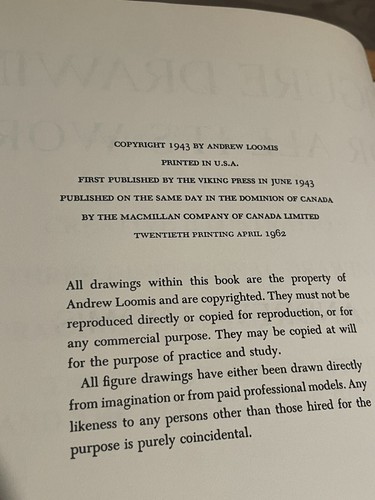 COPYRIGHT 1943 BY ANDREW LOOMIS
PRINTED IN U.S.A.
FIRST PUBLISHED BY THE VIKING PRESS IN JUNE 1943
PUBLISHED ON THE SAME DAY IN THE DOMINION OF CANADA
BY THE MACMILLAN COMPANY OF CANADA LIMITED
TWENTIETH PRINTING APRIL 1962
All drawings within this book are the property of
Andrew Loomis and are copyrighted. They must not be
reproduced directly or copied for reproduction, or for
any commercial purpose. They may be copied at will
for the purpose of practice and study.
All figure drawings have either been drawn directly
from imagination or from paid professional models. Any
likeness to any persons other than those hired for the
purpose is purely coincidental.